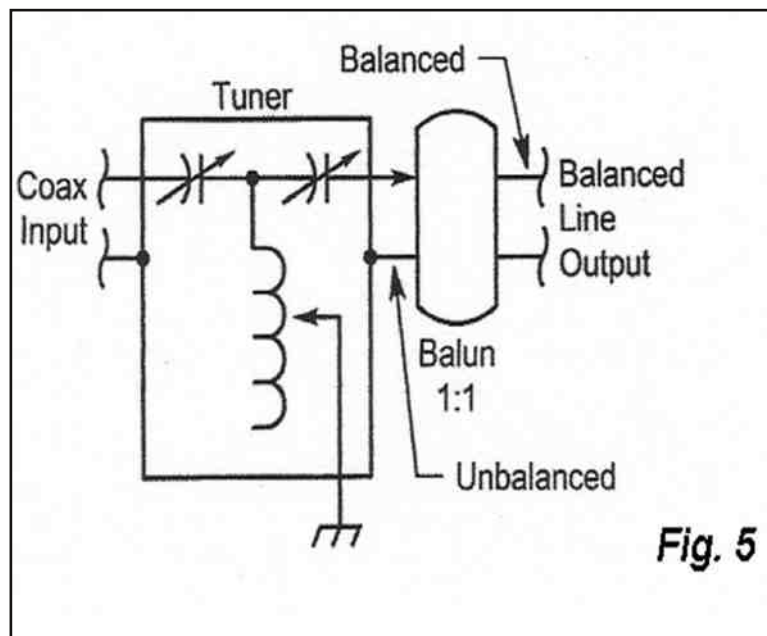 Balanced
Tuner
Coax
Input
Balanced
Line
Output
Balun
1:1
Unbalanced
Fig. 5